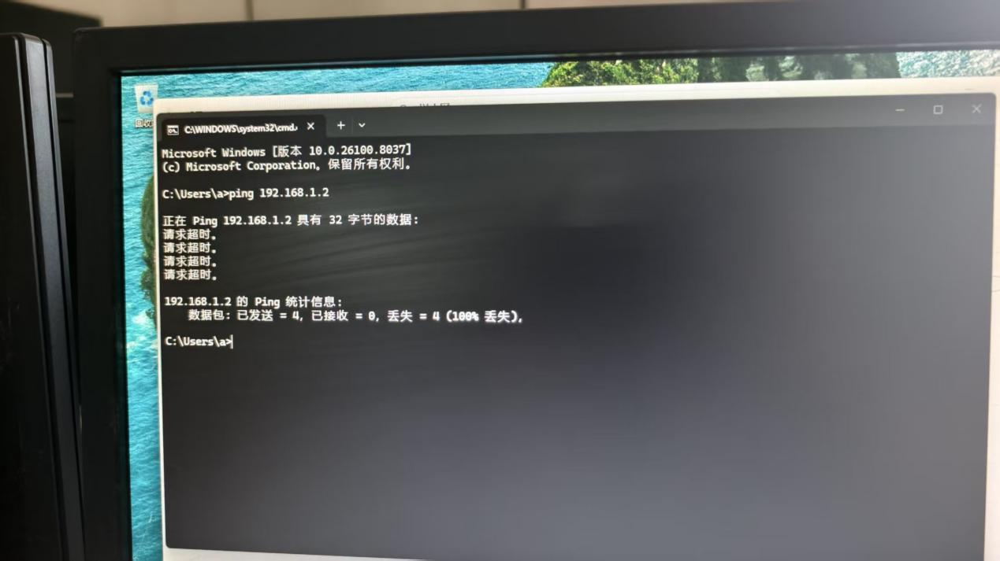 C:\WINDOWS\system32\cmd.
Microsoft Windows [版本 10.0.26100.8037]
(c) Microsoft Corporation。保留所有权利。
C:\Users\a>ping 192.168.1.2
正在 Ping 192.168.1.2 具有 32 字节的数据:
请求超时。
请求超时。
请求超时。
请求超时。
192.168.1.2 的 Ping 统计信息:
数据包: 已发送 = 4, 已接收 = 0, 丢失 = 4 (100% 丢失),
C:\Users\a>